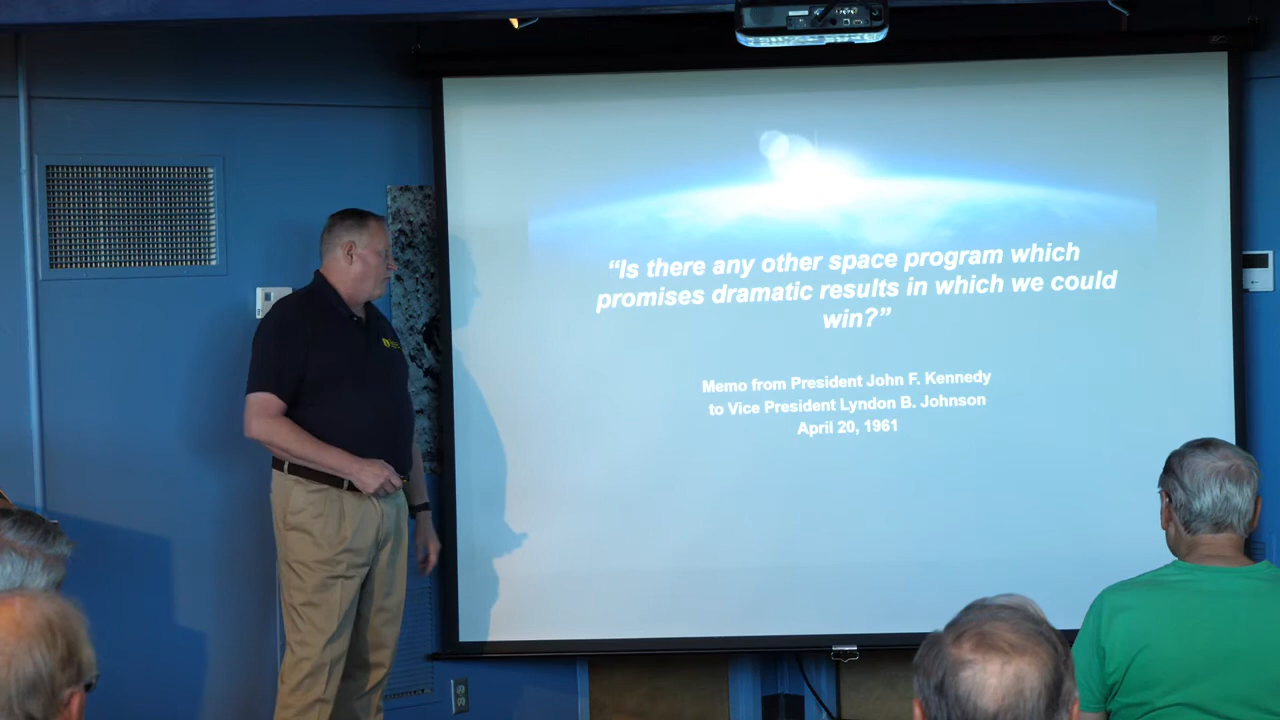 “Is there any other space program which
promises dramatic results in which we could
win?”
Memo from President John F. Kennedy
to Vice President Lyndon B. Johnson
April 20, 1961